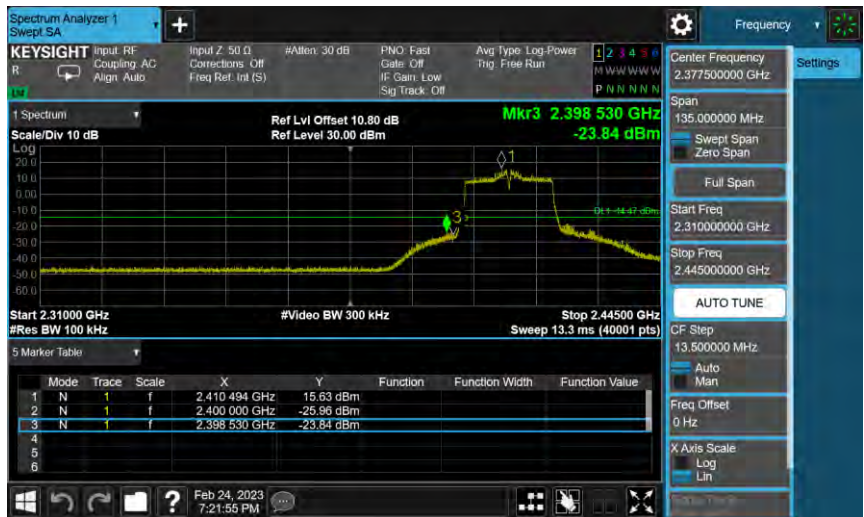 Spectrum Analyzer 1
Swept SA
Frequency
KEYSIGHT
R
Input: RF
Coupling: AC
Align: Auto
Input Z: 50 Ω
Corrections: Off
Freq Ref: Int (S)
#Atten: 30 dB
PNO: Fast
Gate: Off
IF Gain: Low
Sig Track: Off
Avg Type: Log-Power
Trig: Free Run
1 2 3 4 5 6
M W W W W W
P N N N N N
Center Frequency
2.377500000 GHz
Settings
Span
135.000000 MHz
Swept Span
Zero Span
Full Span
Start Freq
2.310000000 GHz
Stop Freq
2.445000000 GHz
AUTO TUNE
CF Step
13.500000 MHz
Auto
Man
Freq Offset
0 Hz
X Axis Scale
Log
Lin
1 Spectrum
Scale/Div 10 dB
Ref Lvl Offset 10.80 dB
Ref Level 30.00 dBm
Mkr3 2.398 530 GHz
-23.84 dBm
Log
20.0
10.0
0.00
-10.0
-20.0
-30.0
-40.0
-50.0
-60.0
1
3
DL1 -14.47 dBm
Start 2.31000 GHz
#Res BW 100 kHz
#Video BW 300 kHz
Stop 2.44500 GHz
Sweep 13.3 ms (40001 pts)
5 Marker Table
Mode Trace Scale X Y Function Function Width Function Value
1 N 1 f 2.410 494 GHz 15.63 dBm
2 N 1 f 2.400 000 GHz -25.96 dBm
3 N 1 f 2.398 530 GHz -23.84 dBm
4
5
6
?
Feb 24, 2023
7:21:55 PM